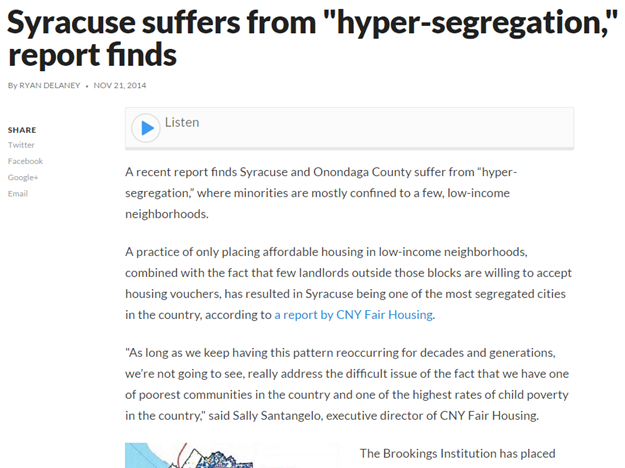 Syracuse suffers from "hyper-segregation,"
report finds
By RYAN DELANEY • NOV 21, 2014
SHARE
Twitter
Facebook
Google+
Email
Listen
A recent report finds Syracuse and Onondaga County suffer from “hyper-
segregation,” where minorities are mostly confined to a few, low-income
neighborhoods.
A practice of only placing affordable housing in low-income neighborhoods,
combined with the fact that few landlords outside those blocks are willing to accept
housing vouchers, has resulted in Syracuse being one of the most segregated cities
in the country, according to a report by CNY Fair Housing.
"As long as we keep having this pattern reoccurring for decades and generations,
we’re not going to see, really address the difficult issue of the fact that we have one
of poorest communities in the country and one of the highest rates of child poverty
in the country,” said Sally Santangelo, executive director of CNY Fair Housing.
The Brookings Institution has placed